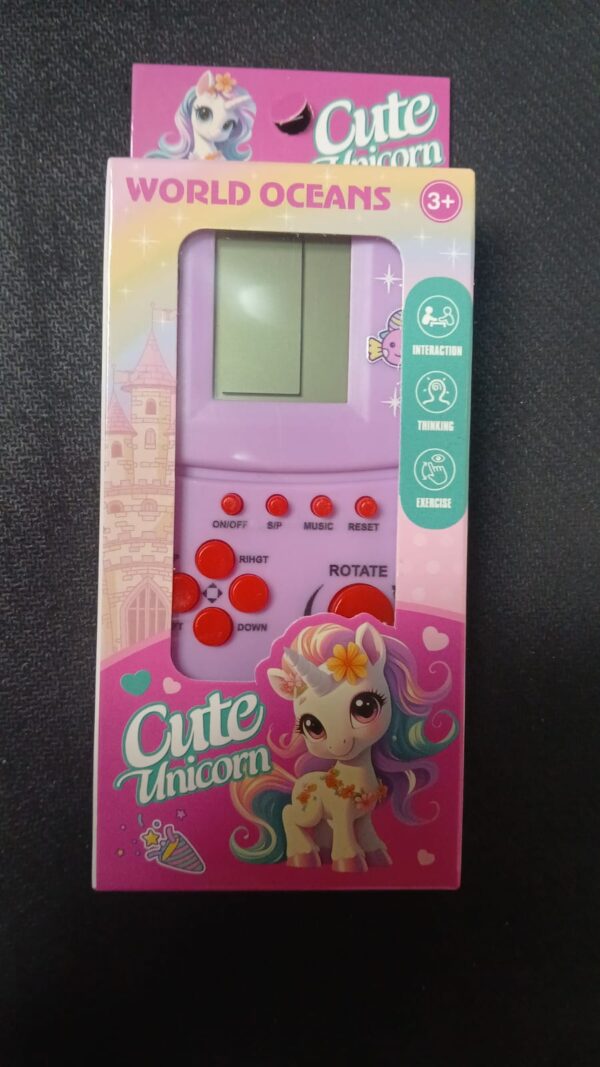 Cute
Unicorn
WORLD OCEANS
3+
INTERACTION
THINKING
EXERCISE
ON/OFF S/P MUSIC RESET
RIHGT
ROTATE
DOWN
Cute
Unicorn